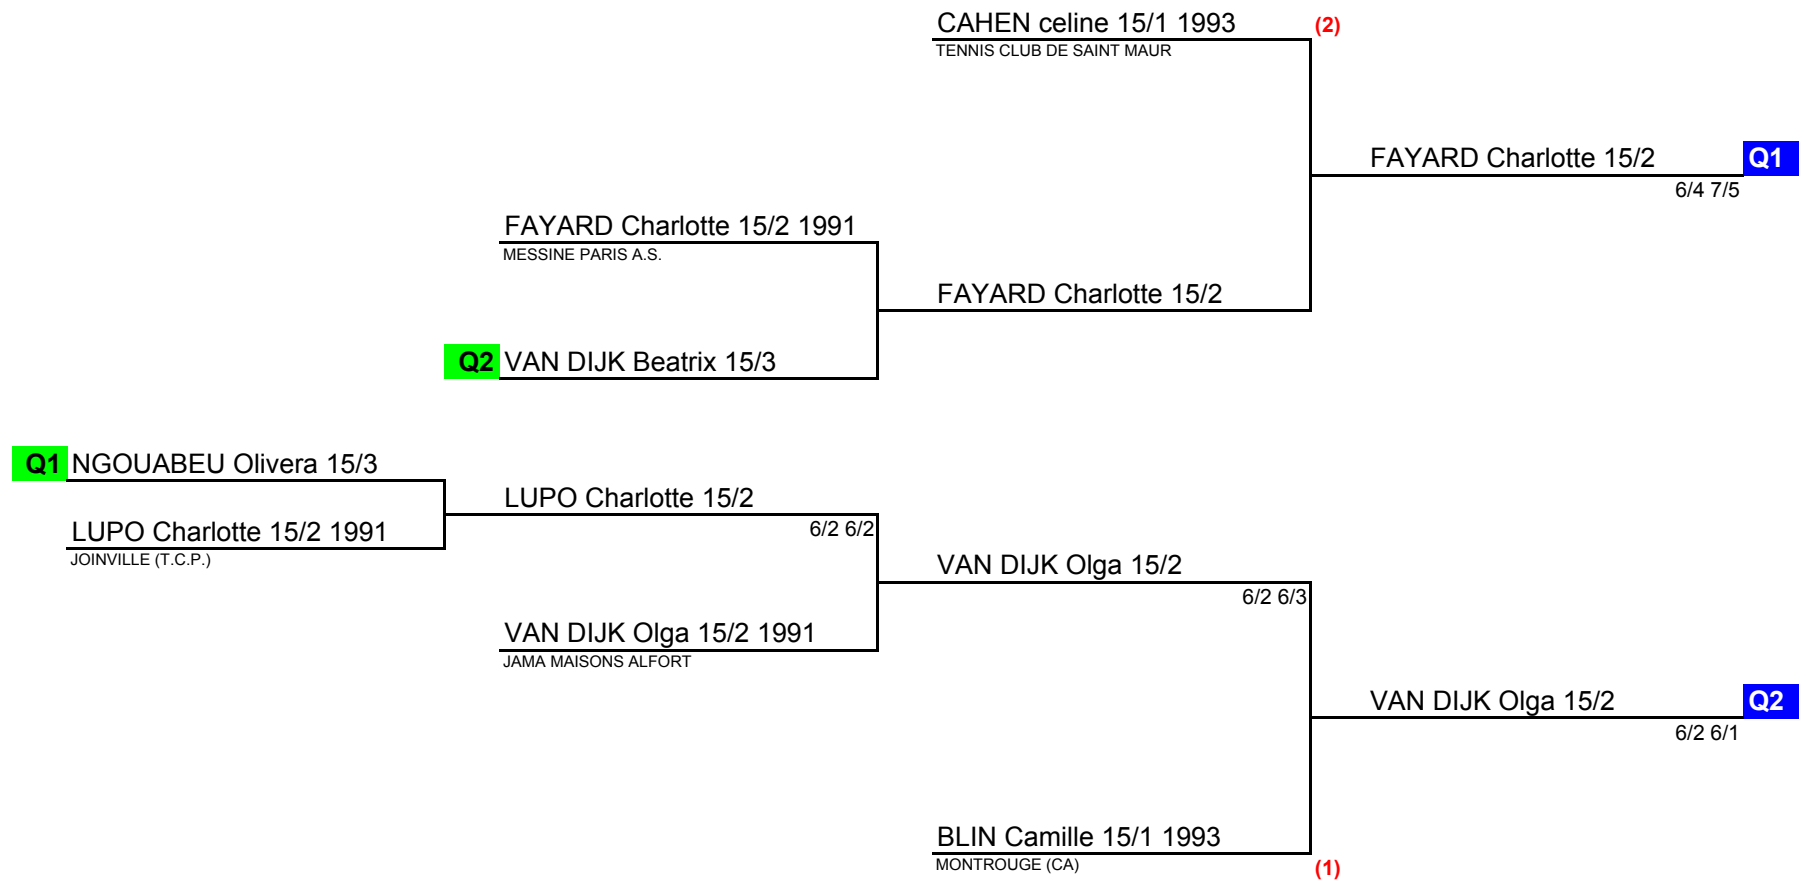 CAHEN celine 15/1 1993 (2)
TENNIS CLUB DE SAINT MAUR
FAYARD Charlotte 15/2 Q1
6/4 7/5
FAYARD Charlotte 15/2 1991
MESSINE PARIS A.S.
FAYARD Charlotte 15/2
Q2 VAN DIJK Beatrix 15/3
Q1 NGOUABEU Olivera 15/3
LUPO Charlotte 15/2
6/2 6/2
LUPO Charlotte 15/2 1991
JOINVILLE (T.C.P.)
VAN DIJK Olga 15/2
6/2 6/3
VAN DIJK Olga 15/2 1991
JAMA MAISONS ALFORT
VAN DIJK Olga 15/2 Q2
6/2 6/1
BLIN Camille 15/1 1993
MONTROUGE (CA)
(1)